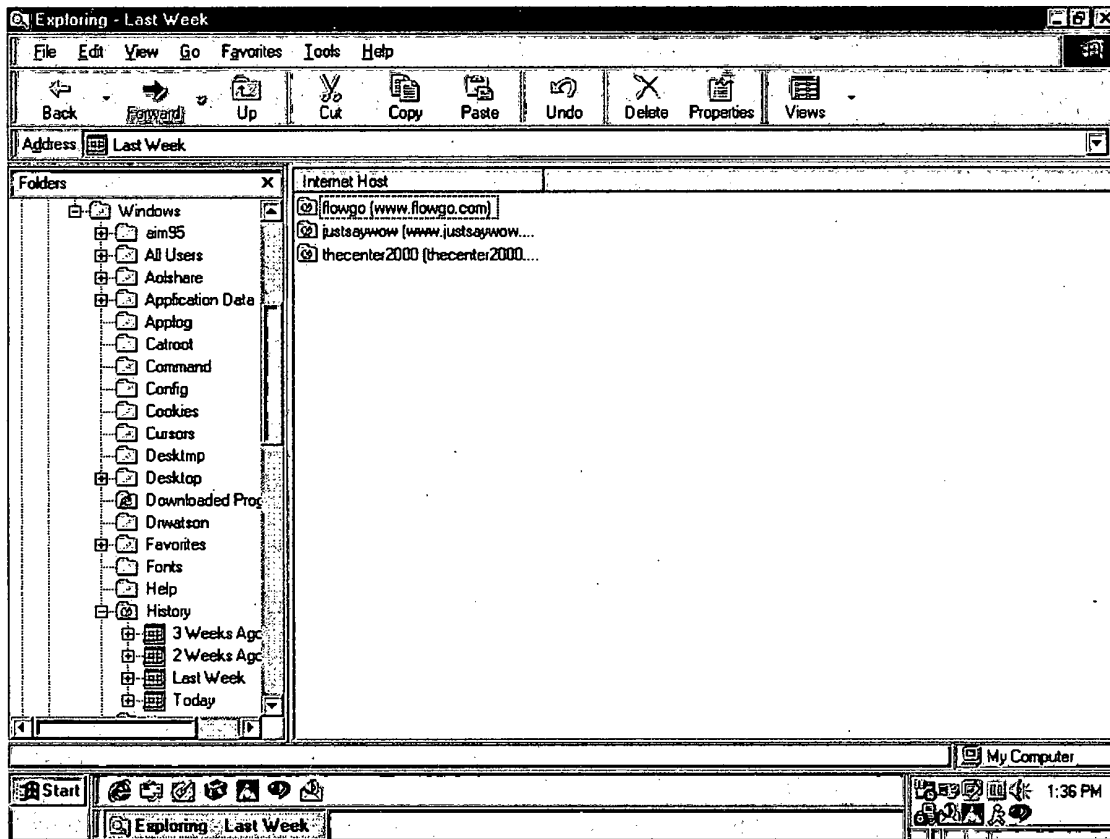 Exploring - Last Week
File Edit View Go Favorites Tools Help
Back Forward Up Cut Copy Paste Undo Delete Properties Views
Address Last Week
Folders
Windows
aim95
All Users
Aolshare
Application Data
Applog
Catroot
Command
Config
Cookies
Cursors
Desktmp
Desktop
Downloaded Prog
Drwatson
Favorites
Fonts
Help
History
3 Weeks Ago
2 Weeks Ago
Last Week
Today
Internet Host
flowgo (www.flowgo.com)
justsaywow (www.justsaywow....
thecenter2000 (thecenter2000....
My Computer
Start
1:36 PM
Exploring - Last Week